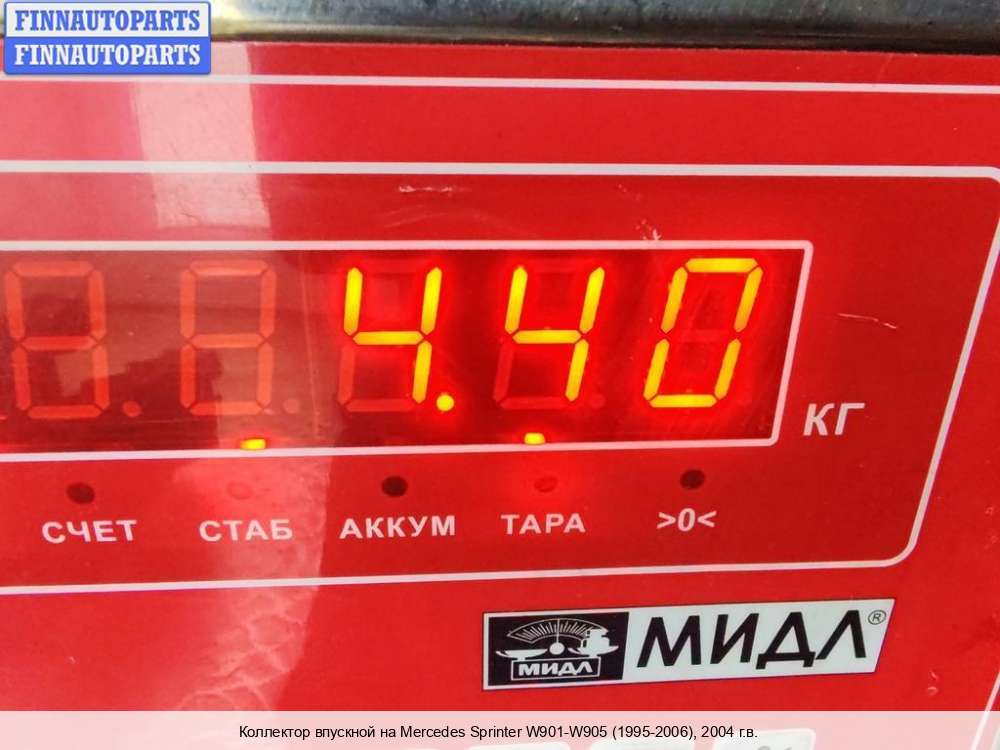 FINNAUTOPARTS
FINNAUTOPARTS
4.40
КГ
СЧЕТ СТАБ АККУМ ТАРА >0<
МИДЛ МИДЛ®
Коллектор впускной на Mercedes Sprinter W901-W905 (1995-2006), 2004 г.в.